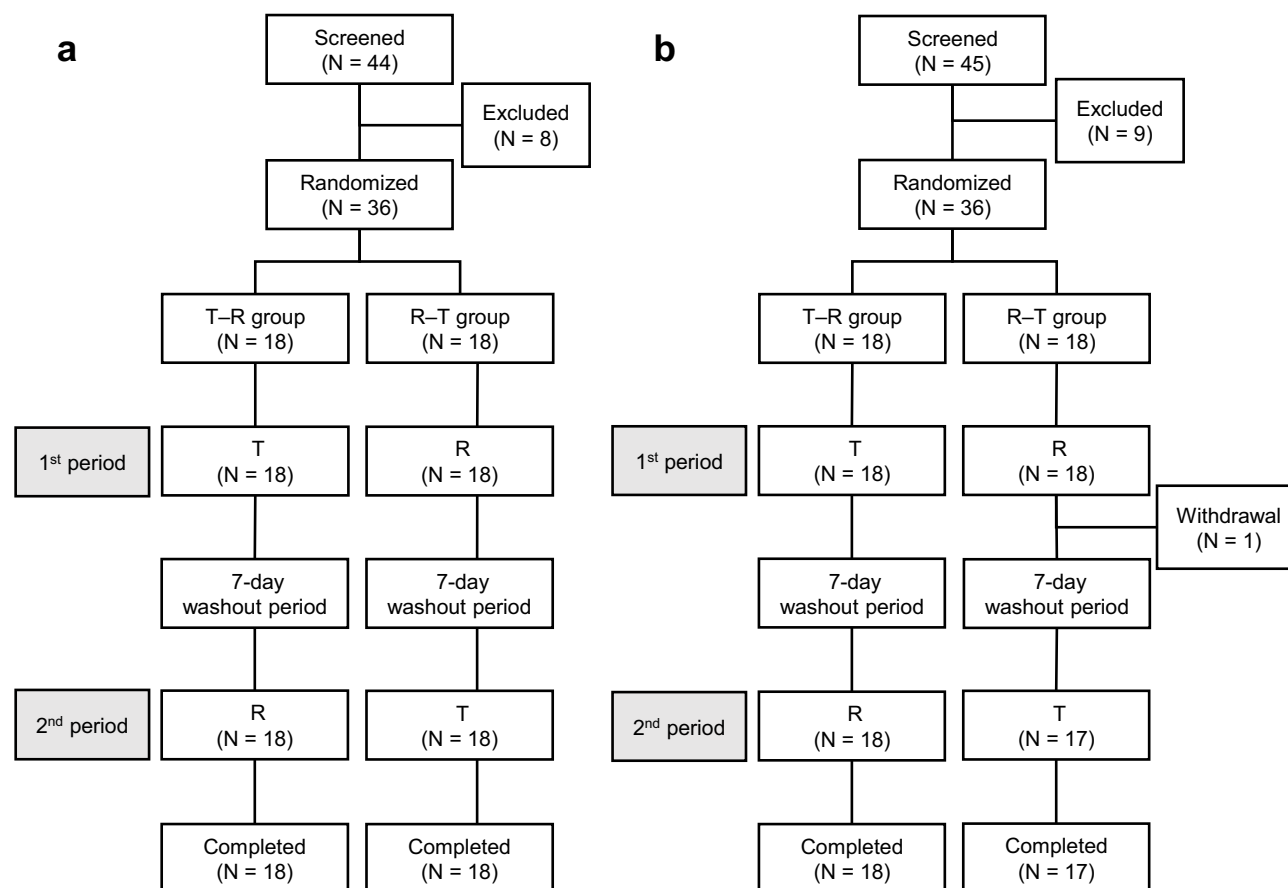 a
Screened
(N = 44)
Excluded
(N = 8)
Randomized
(N = 36)
T–R group
(N = 18)
R–T group
(N = 18)
1st period
T
(N = 18)
R
(N = 18)
7-day
washout period
7-day
washout period
2nd period
R
(N = 18)
T
(N = 18)
Completed
(N = 18)
Completed
(N = 18)
b
Screened
(N = 45)
Excluded
(N = 9)
Randomized
(N = 36)
T–R group
(N = 18)
R–T group
(N = 18)
1st period
T
(N = 18)
R
(N = 18)
Withdrawal
(N = 1)
7-day
washout period
7-day
washout period
2nd period
R
(N = 18)
T
(N = 17)
Completed
(N = 18)
Completed
(N = 17)